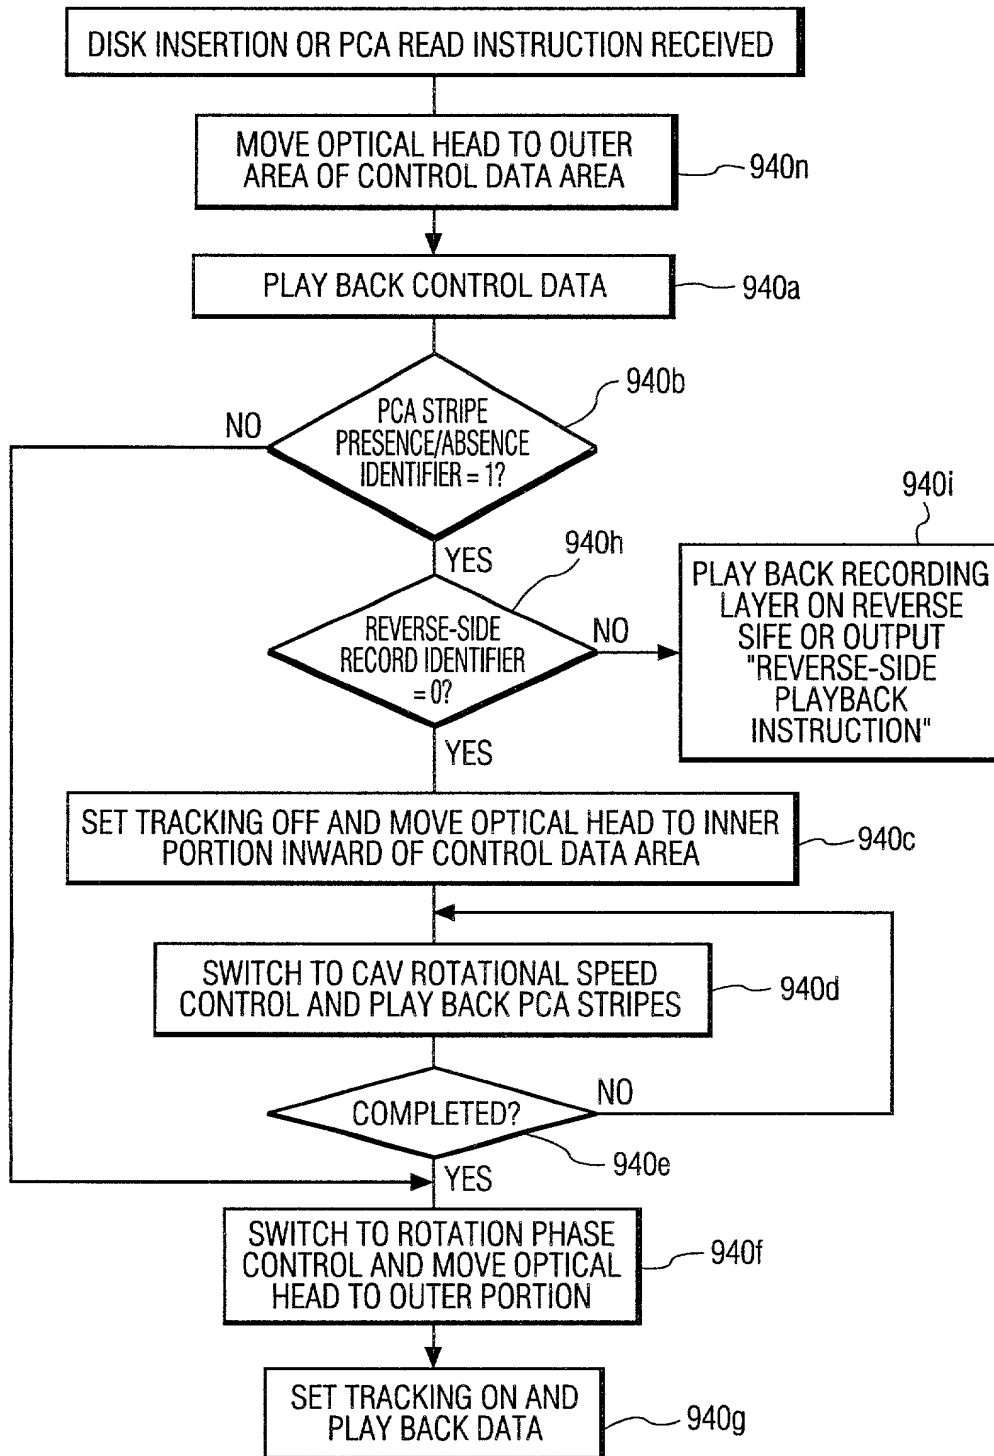 DISK INSERTION OR PCA READ INSTRUCTION RECEIVED
MOVE OPTICAL HEAD TO OUTER
AREA OF CONTROL DATA AREA
940n
PLAY BACK CONTROL DATA
940a
940b
NO
PCA STRIPE
PRESENCE/ABSENCE
IDENTIFIER = 1?
940i
YES
940h
REVERSE-SIDE
RECORD IDENTIFIER
= 0?
NO
PLAY BACK RECORDING
LAYER ON REVERSE
SIFE OR OUTPUT
"REVERSE-SIDE
PLAYBACK
INSTRUCTION"
YES
SET TRACKING OFF AND MOVE OPTICAL HEAD TO INNER
PORTION INWARD OF CONTROL DATA AREA
940c
SWITCH TO CAV ROTATIONAL SPEED
CONTROL AND PLAY BACK PCA STRIPES
940d
COMPLETED?
NO
940e
YES
SWITCH TO ROTATION PHASE
CONTROL AND MOVE OPTICAL
HEAD TO OUTER PORTION
940f
SET TRACKING ON AND
PLAY BACK DATA
940g